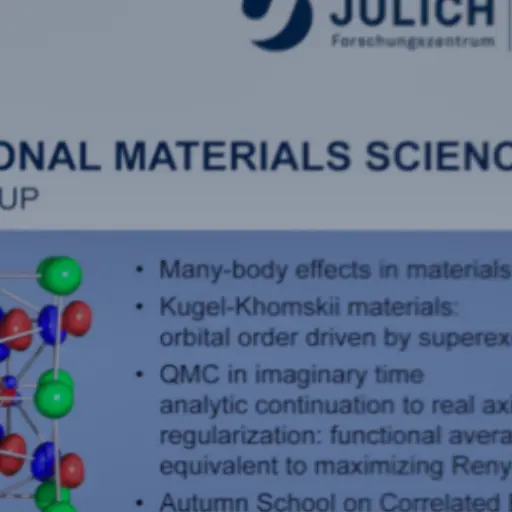 JÜLICH
Forschungszentrum
ONAL MATERIALS SCIENC
UP
• Many-body effects in materials
• Kugel-Khomskii materials:
orbital order driven by superex
• QMC in imaginary time
analytic continuation to real axi
regularization: functional avera
equivalent to maximizing Reny
• Autumn School on Correlated